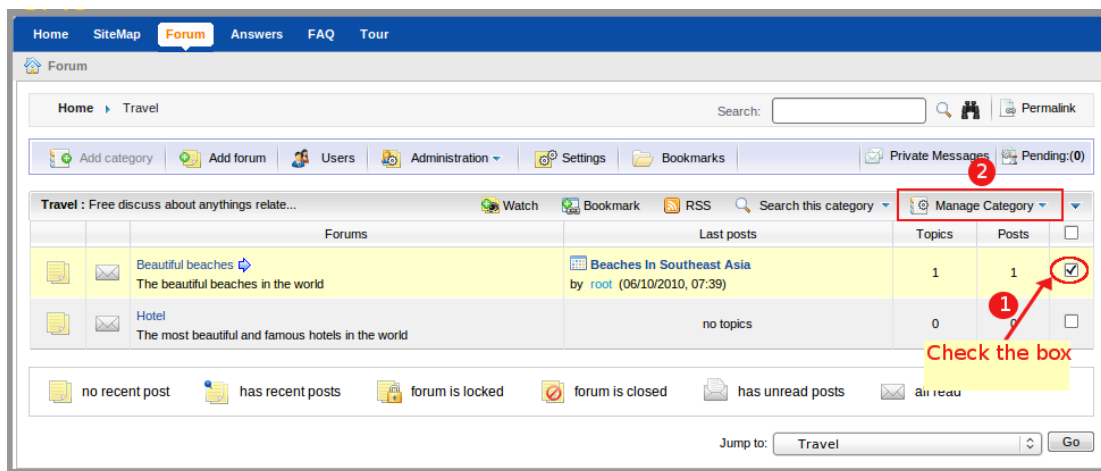 Home SiteMap Forum Answers FAQ Tour
Forum
Home Travel Search: Permalink
Add category Add forum Users Administration Settings Bookmarks Private Messages Pending:(0)
2
Travel : Free discuss about anythings relate... Watch Bookmark RSS Search this category Manage Category
Forums Last posts Topics Posts
Beautiful beaches
The beautiful beaches in the world
Beaches In Southeast Asia
by root (06/10/2010, 07:39)
1 1
1
Hotel
The most beautiful and famous hotels in the world
no topics 0 0
Check the box
no recent post has recent posts forum is locked forum is closed has unread posts all read
Jump to: Travel Go